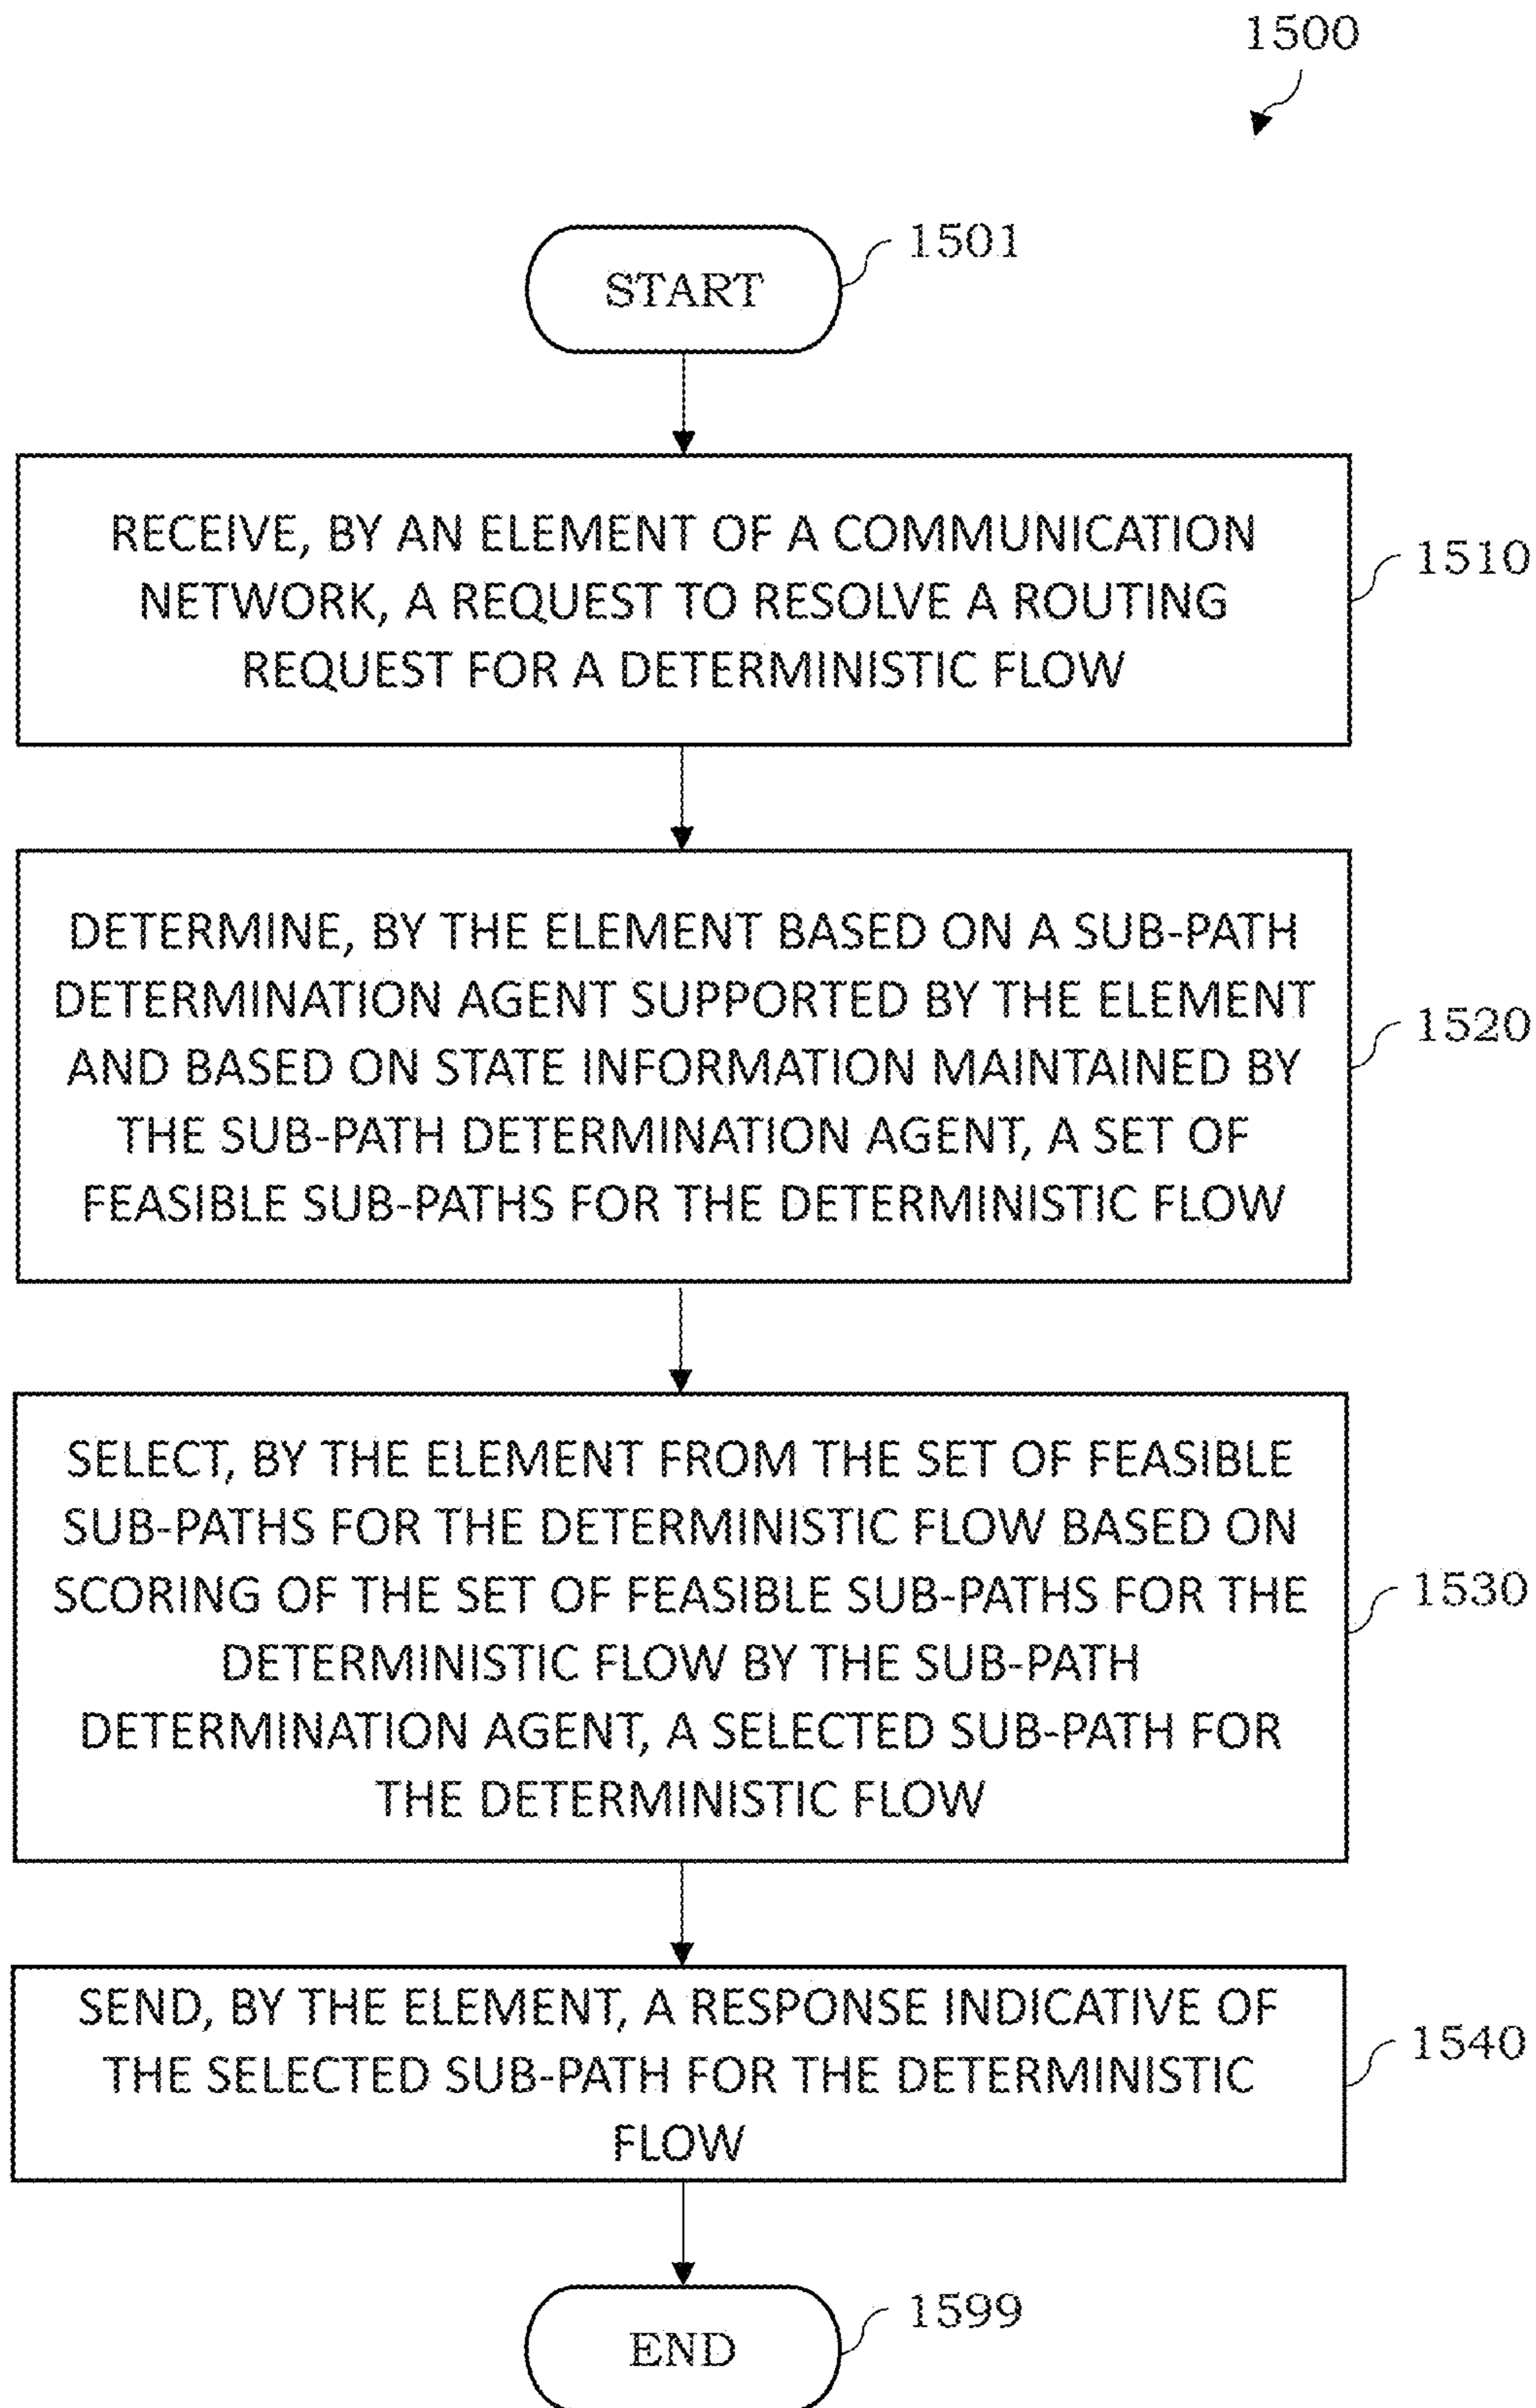 1500
START
1501
RECEIVE, BY AN ELEMENT OF A COMMUNICATION
NETWORK, A REQUEST TO RESOLVE A ROUTING
REQUEST FOR A DETERMINISTIC FLOW
1510
DETERMINE, BY THE ELEMENT BASED ON A SUB-PATH
DETERMINATION AGENT SUPPORTED BY THE ELEMENT
AND BASED ON STATE INFORMATION MAINTAINED BY
THE SUB-PATH DETERMINATION AGENT, A SET OF
FEASIBLE SUB-PATHS FOR THE DETERMINISTIC FLOW
1520
SELECT, BY THE ELEMENT FROM THE SET OF FEASIBLE
SUB-PATHS FOR THE DETERMINISTIC FLOW BASED ON
SCORING OF THE SET OF FEASIBLE SUB-PATHS FOR THE
DETERMINISTIC FLOW BY THE SUB-PATH
DETERMINATION AGENT, A SELECTED SUB-PATH FOR
THE DETERMINISTIC FLOW
1530
SEND, BY THE ELEMENT, A RESPONSE INDICATIVE OF
THE SELECTED SUB-PATH FOR THE DETERMINISTIC
FLOW
1540
END
1599